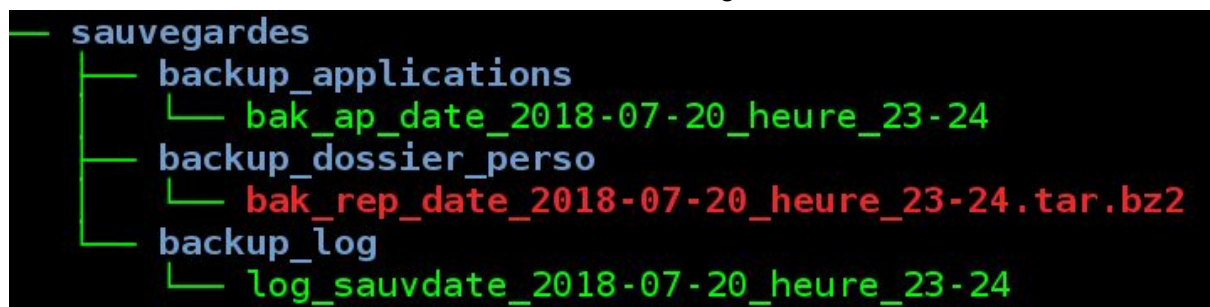 sauvegardes
backup_applications
bak_ap_date_2018-07-20_heure_23-24
backup_dossier_perso
bak_rep_date_2018-07-20_heure_23-24.tar.bz2
backup_log
log_sauvdate_2018-07-20_heure_23-24